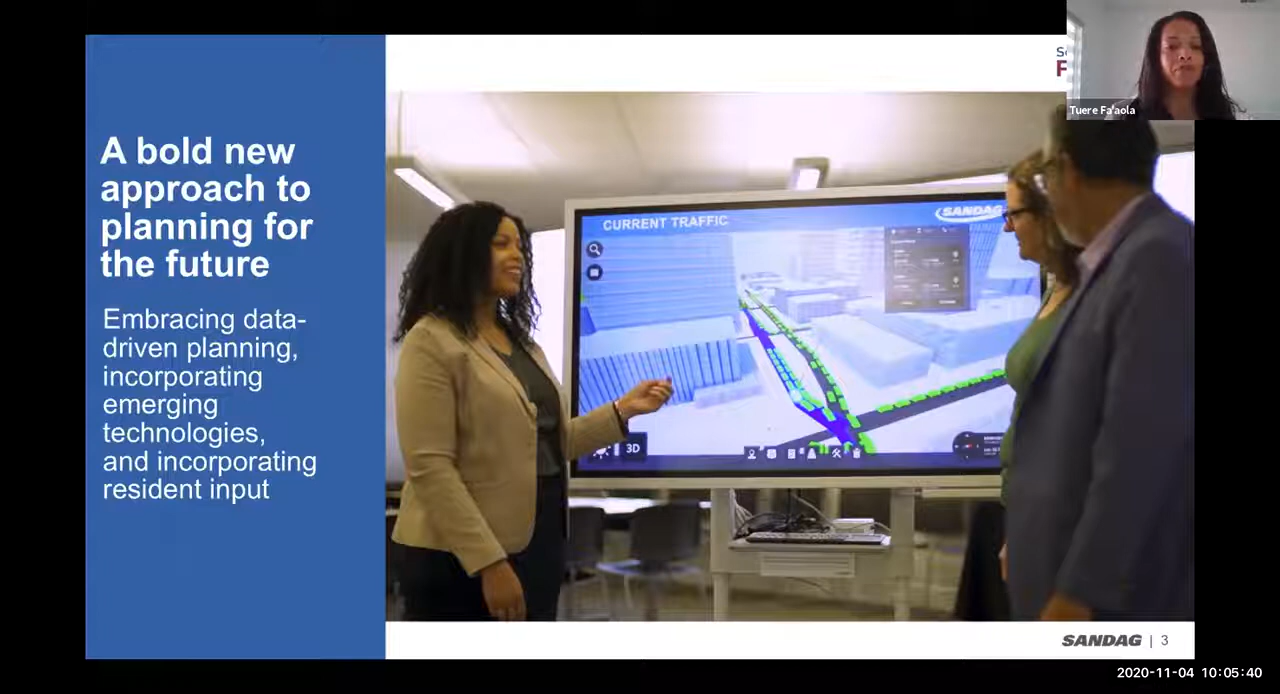 A bold new
approach to
planning for
the future
Embracing data-
driven planning,
incorporating
emerging
technologies,
and incorporating
resident input
CURRENT TRAFFIC
SANDAG
3D
Tuere Fa'aola
SANDAG | 3
2020-11-04 10:05:40